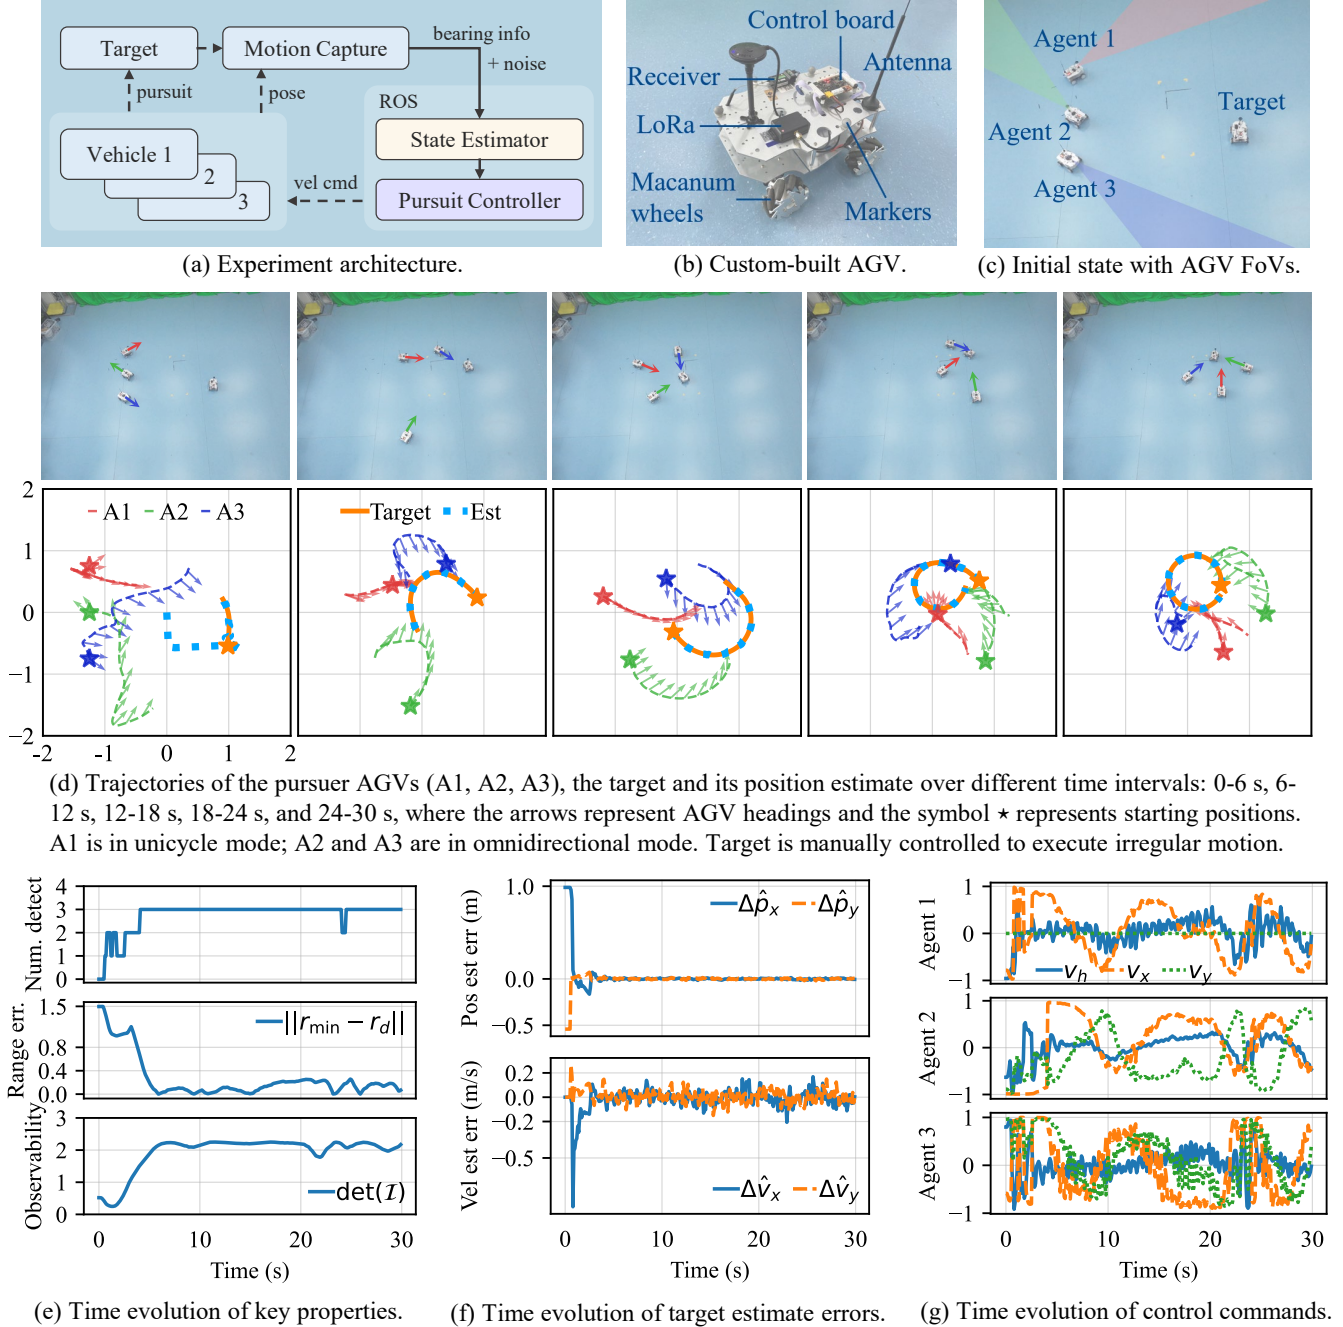 Target
Motion Capture
bearing info
+ noise
pursuit
pose
ROS
Vehicle 1
2
3
State Estimator
vel cmd
Pursuit Controller
(a) Experiment architecture.
Control board
Receiver
Antenna
LoRa
Macanum
wheels
Markers
(b) Custom-built AGV.
Agent 1
Target
Agent 2
Agent 3
(c) Initial state with AGV FoVs.
2
1
0
−1
−2
A1 A2 A3
Target Est
-2 -1 0 1 2
(d) Trajectories of the pursuer AGVs (A1, A2, A3), the target and its position estimate over different time intervals: 0-6 s, 6-
12 s, 12-18 s, 18-24 s, and 24-30 s, where the arrows represent AGV headings and the symbol ⋆ represents starting positions.
A1 is in unicycle mode; A2 and A3 are in omnidirectional mode. Target is manually controlled to execute irregular motion.
Num. detect
4
3
2
1
0
Range err.
1.5
0.8
0.4
0.0
||r_min − r_d||
Observability
3
2
1
0
det(ℐ)
0 10 20 30
Time (s)
(e) Time evolution of key properties.
Pos est err (m)
1.0
0.0
−0.5
Δp̂_x Δp̂_y
Vel est err (m/s)
0.2
0.0
−0.2
−0.5
Δv̂_x Δv̂_y
0 10 20 30
Time (s)
(f) Time evolution of target estimate errors.
Agent 1
1
0
−1
v_h v_x v_y
Agent 2
1
0
−1
Agent 3
1
0
−1
0 10 20 30
Time (s)
(g) Time evolution of control commands.